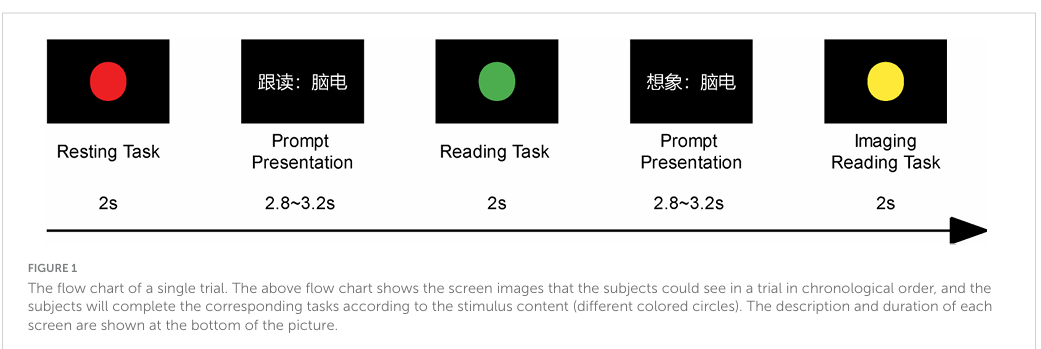 跟读：脑电
想象：脑电
Resting Task
Prompt
Presentation
Reading Task
Prompt
Presentation
Imaging
Reading Task
2s
2.8~3.2s
2s
2.8~3.2s
2s
FIGURE 1
The flow chart of a single trial. The above flow chart shows the screen images that the subjects could see in a trial in chronological order, and the
subjects will complete the corresponding tasks according to the stimulus content (different colored circles). The description and duration of each
screen are shown at the bottom of the picture.